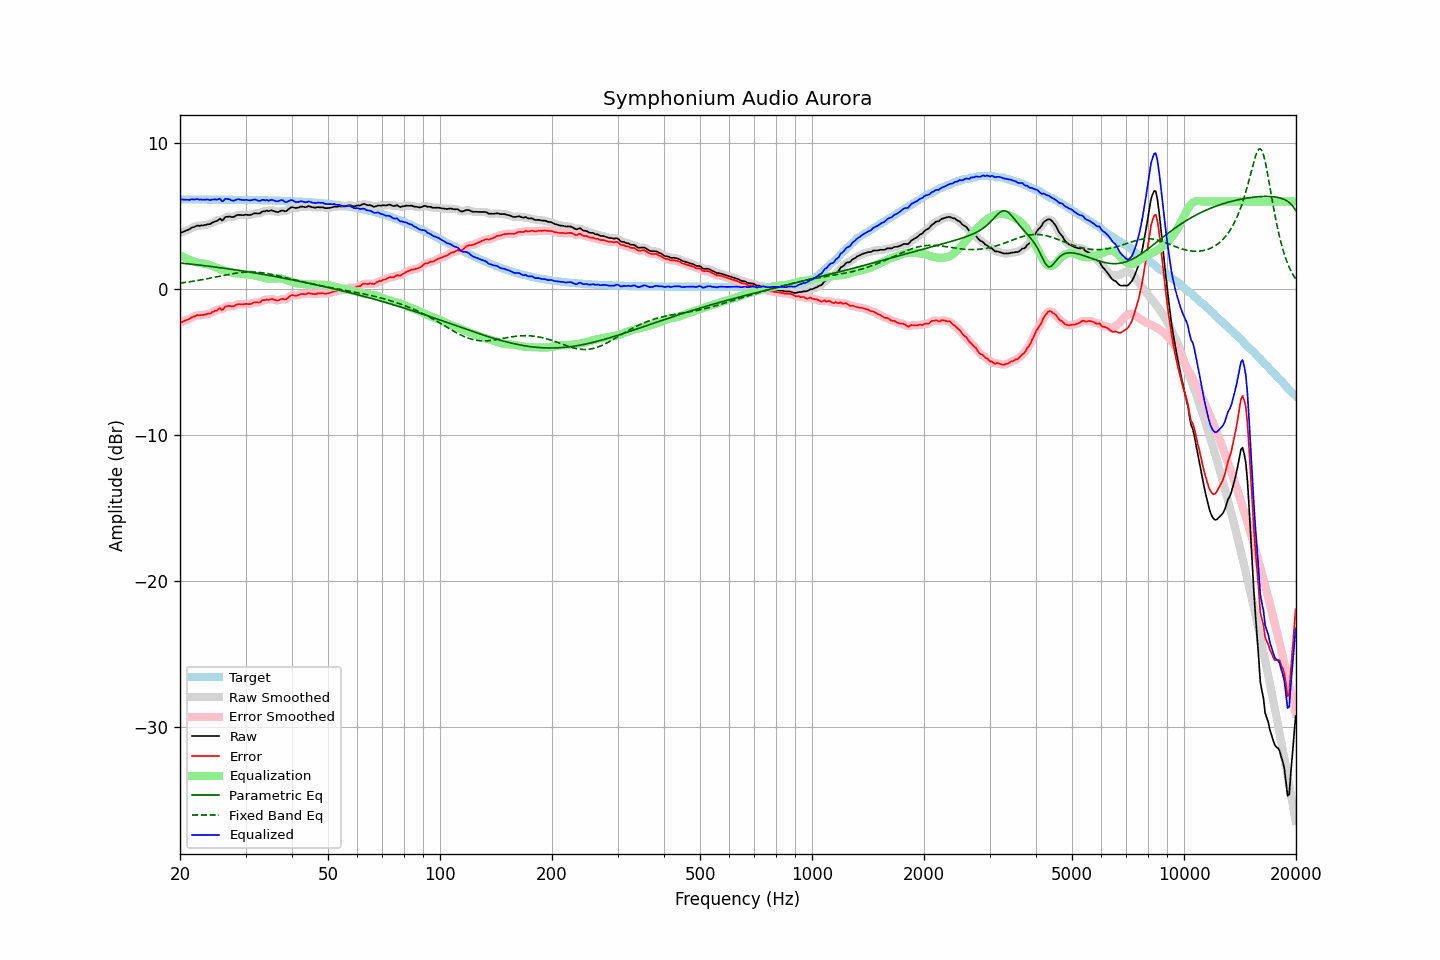 Symphonium Audio Aurora
Amplitude (dBr)
10
0
−10
−20
−30
Target
Raw Smoothed
Error Smoothed
Raw
Error
Equalization
Parametric Eq
Fixed Band Eq
Equalized
20 50 100 200 500 1000 2000 5000 10000 20000
Frequency (Hz)